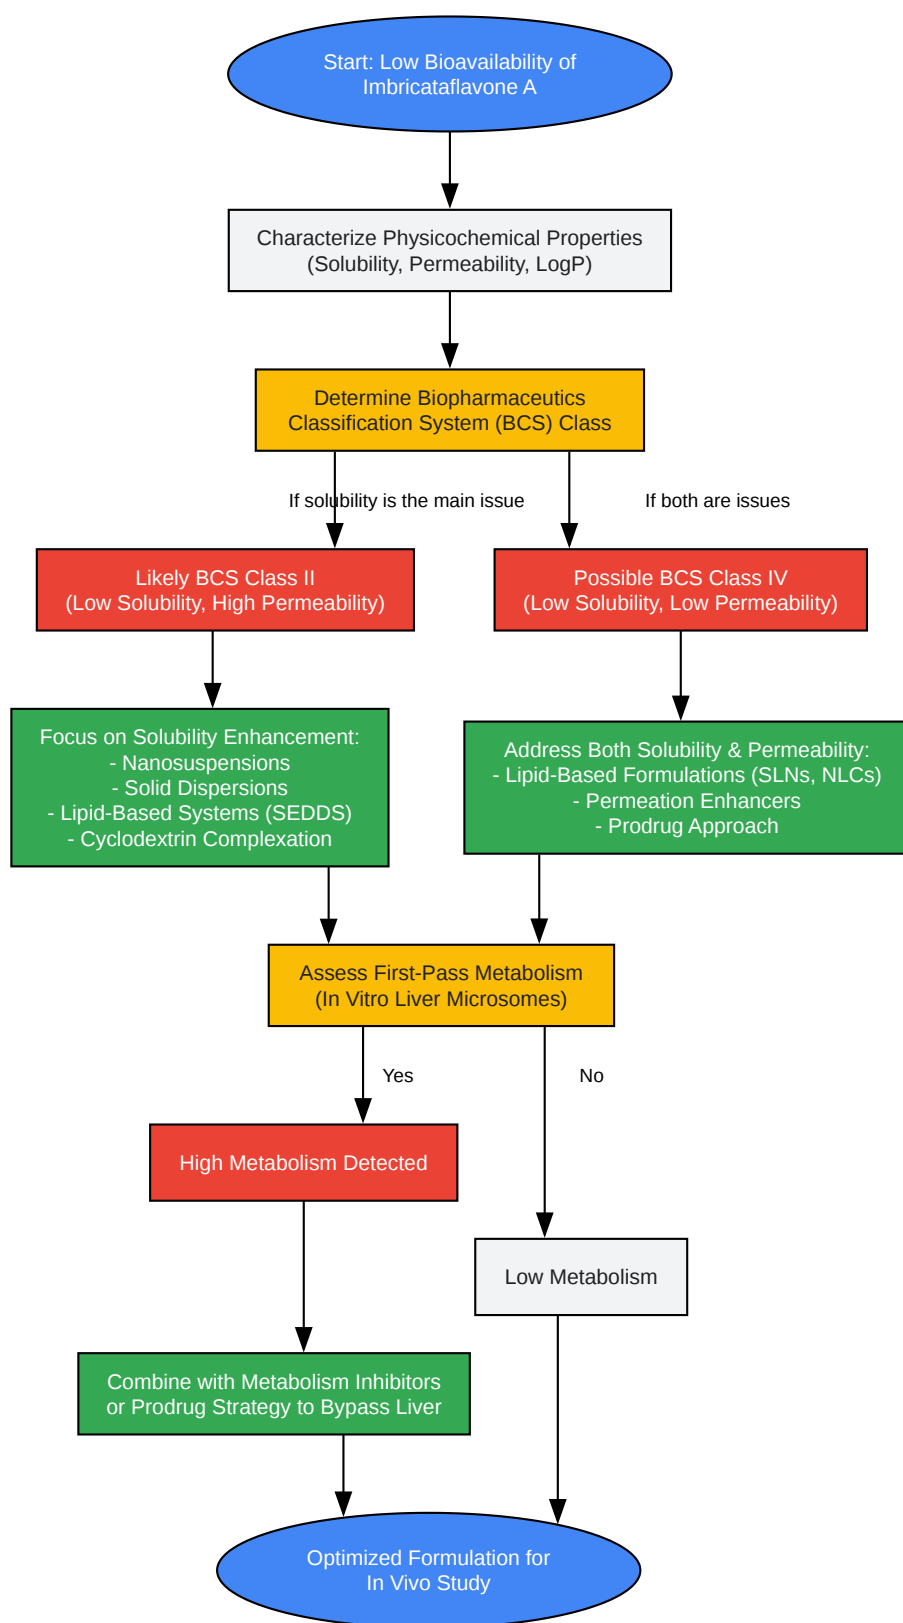 Start: Low Bioavailability of
Imbricataflavone A
Characterize Physicochemical Properties
(Solubility, Permeability, LogP)
Determine Biopharmaceutics
Classification System (BCS) Class
If solubility is the main issue
If both are issues
Likely BCS Class II
(Low Solubility, High Permeability)
Possible BCS Class IV
(Low Solubility, Low Permeability)
Focus on Solubility Enhancement:
- Nanosuspensions
- Solid Dispersions
- Lipid-Based Systems (SEDDS)
- Cyclodextrin Complexation
Address Both Solubility & Permeability:
- Lipid-Based Formulations (SLNs, NLCs)
- Permeation Enhancers
- Prodrug Approach
Assess First-Pass Metabolism
(In Vitro Liver Microsomes)
Yes
No
High Metabolism Detected
Low Metabolism
Combine with Metabolism Inhibitors
or Prodrug Strategy to Bypass Liver
Optimized Formulation for
In Vivo Study